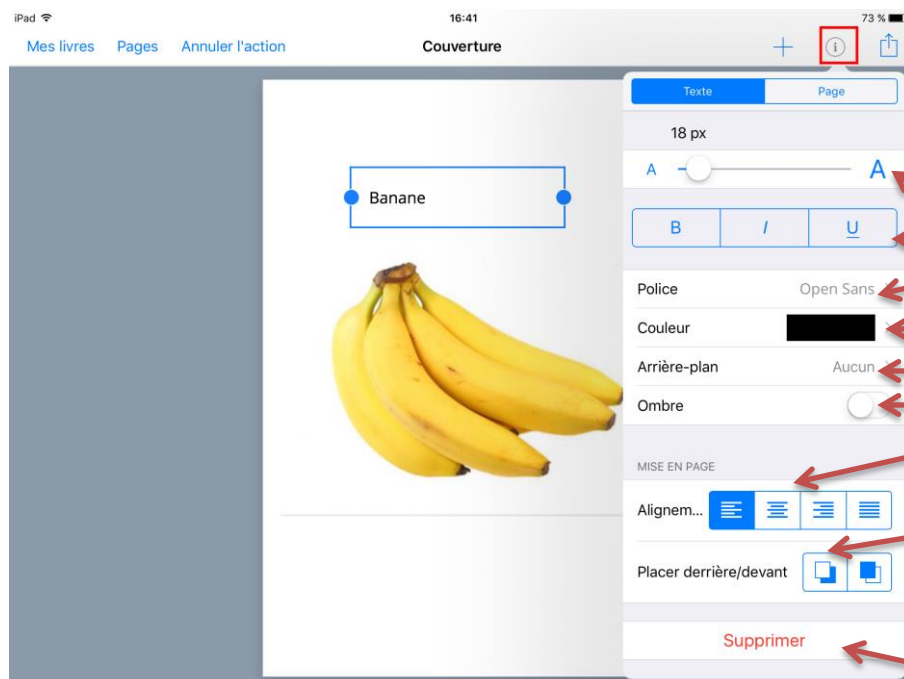 iPad 16:41 73 %
Mes livres Pages Annuler l'action Couverture
Texte Page
18 px
A A
Banane
B I U
Police Open Sans
Couleur
Arrière-plan Aucun
Ombre
MISE EN PAGE
Alignem...
Placer derrière/devant
Supprimer